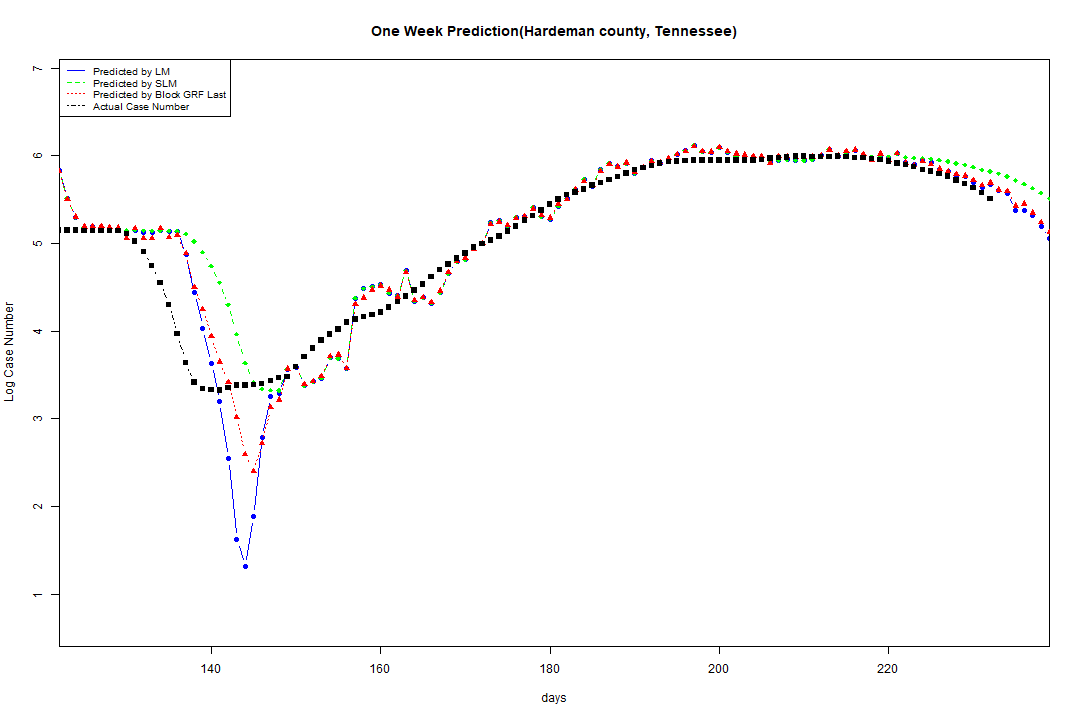 One Week Prediction(Hardeman county, Tennessee)
Predicted by LM
Predicted by SLM
Predicted by Block GRF Last
Actual Case Number
7
6
5
4
3
2
1
Log Case Number
140 160 180 200 220
days